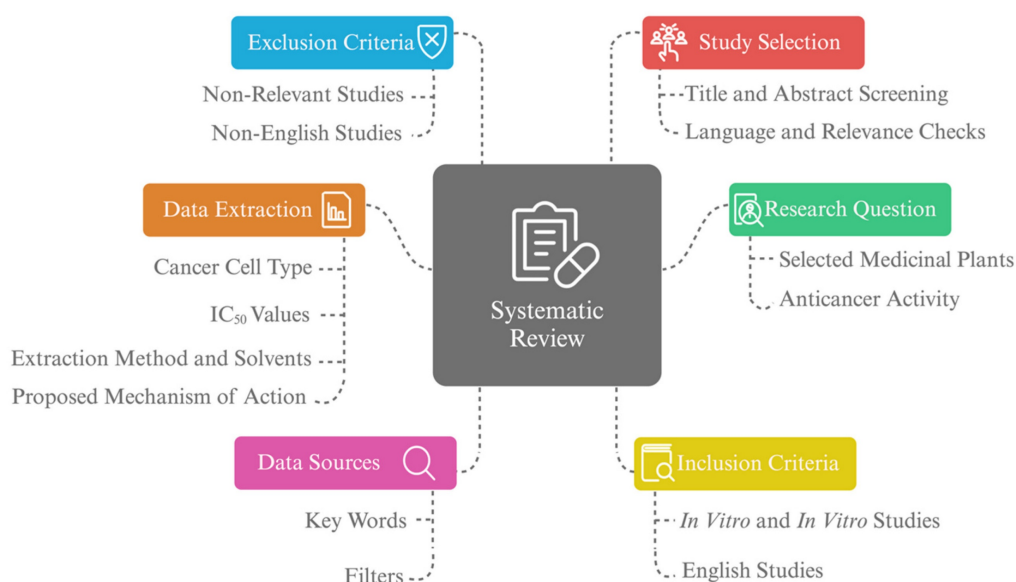 Exclusion Criteria
Non-Relevant Studies
Non-English Studies
Study Selection
Title and Abstract Screening
Language and Relevance Checks
Data Extraction
Cancer Cell Type
IC₅₀ Values
Extraction Method and Solvents
Proposed Mechanism of Action
Systematic
Review
Research Question
Selected Medicinal Plants
Anticancer Activity
Data Sources
Key Words
Filters
Inclusion Criteria
In Vitro and In Vitro Studies
English Studies